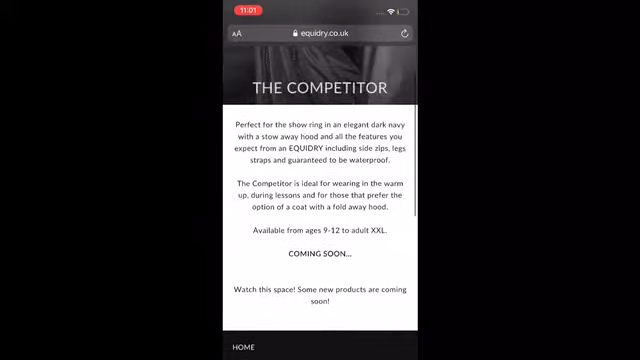 11:01
AA equidry.co.uk
THE COMPETITOR
Perfect for the show ring in an elegant dark navy
with a stow away hood and all the features you
expect from an EQUIDRY including side zips, legs
straps and guaranteed to be waterproof.
The Competitor is ideal for wearing in the warm
up, during lessons and for those that prefer the
option of a coat with a fold away hood.
Available from ages 9-12 to adult XXL.
COMING SOON...
Watch this space! Some new products are coming
soon!
HOME